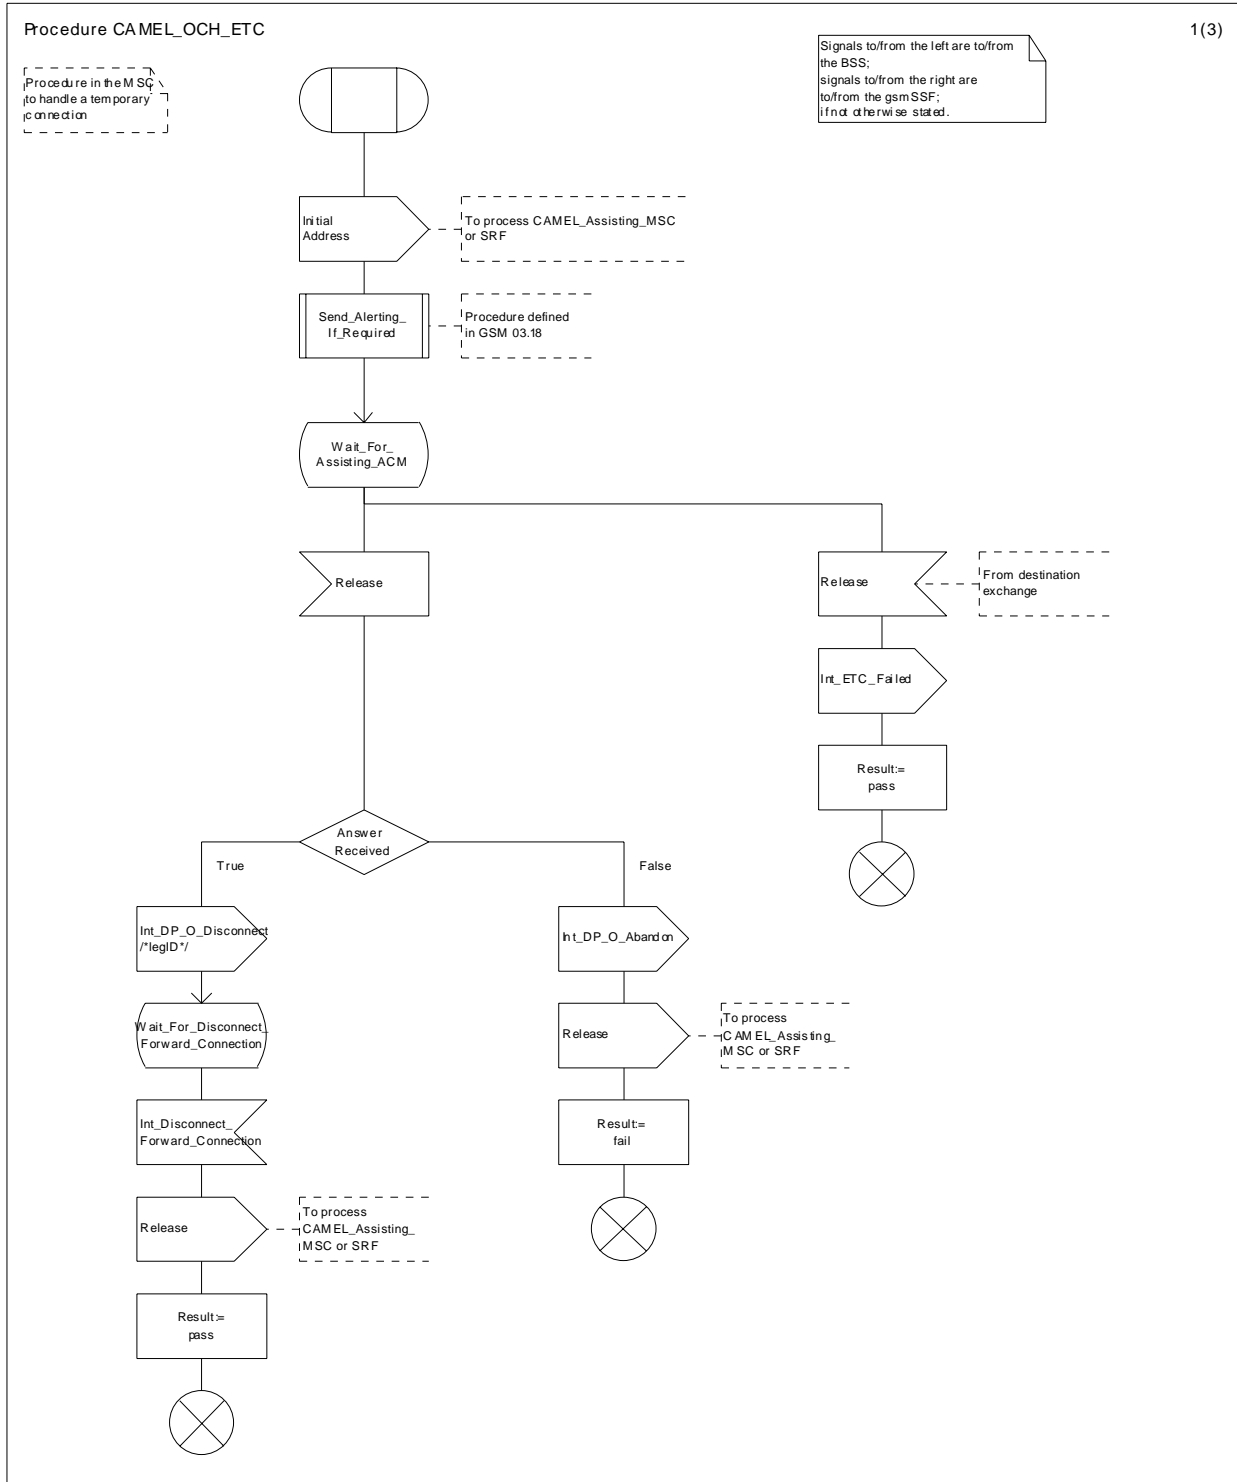 Procedure CAMEL_OCH_ETC
1(3)
Procedure in the MSC
to handle a temporary
connection
Signals to/from the left are to/from
the BSS;
signals to/from the right are
to/from the gsmSSF;
if not otherwise stated.
Initial
Address
To process CAMEL_Assisting_MSC
or SRF
Send_Alerting_
If_Required
Procedure defined
in GSM 03.18
Wait_For_
Assisting_ACM
Release
Release
From destination
exchange
Int_ETC_Failed
Result:=
pass
Answer
Received
True
False
Int_DP_O_Disconnect
/*legID*/
Int_DP_O_Abandon
Wait_For_Disconnect_
Forward_Connection
Release
To process
CAMEL_Assisting_
MSC or SRF
Int_Disconnect_
Forward_Connection
Result:=
fail
Release
To process
CAMEL_Assisting_
MSC or SRF
Result:=
pass